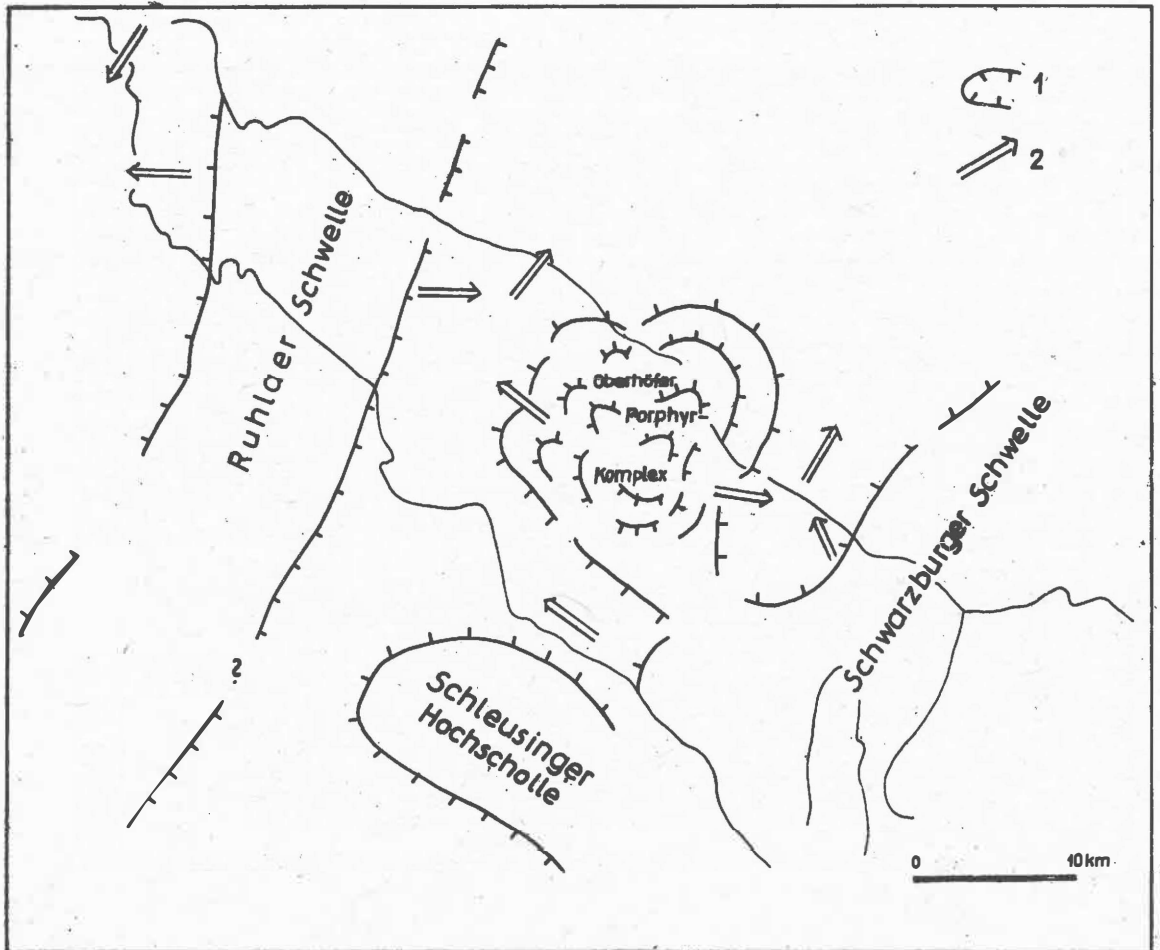 1
2
Ruhlaer Schwelle
Oberhöfer
Porphyr-
Komplex
Schwarzburger Schwelle
?
Schleusinger
Hochscholle
0 10 km